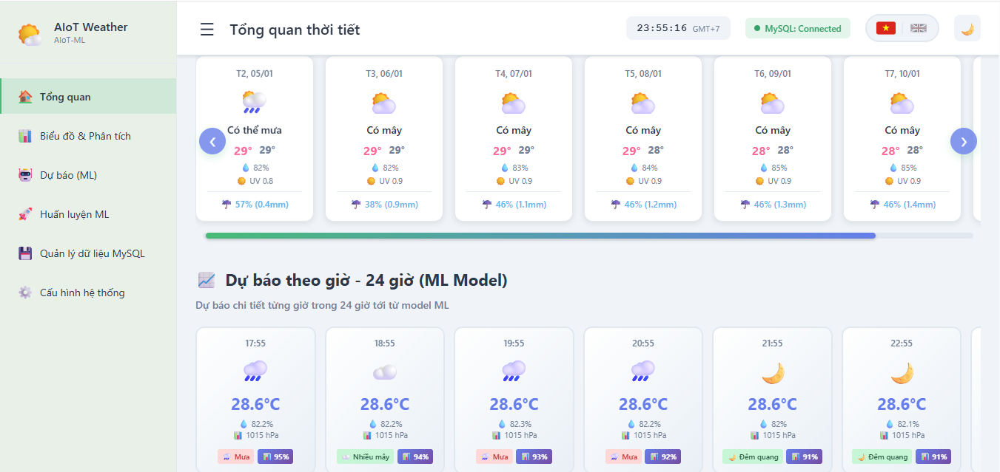 AIoT Weather
AIoT-ML
Tổng quan
Biểu đồ & Phân tích
Dự báo (ML)
Huấn luyện ML
Quản lý dữ liệu MySQL
Cấu hình hệ thống
Tổng quan thời tiết
23:55:16 GMT+7
MySQL: Connected
T2, 05/01
Có thể mưa
29° 29°
82%
UV 0.8
57% (0.4mm)
T3, 06/01
Có mây
29° 29°
82%
UV 0.9
38% (0.9mm)
T4, 07/01
Có mây
29° 29°
83%
UV 0.9
46% (1.1mm)
T5, 08/01
Có mây
29° 28°
84%
UV 0.9
46% (1.2mm)
T6, 09/01
Có mây
28° 28°
85%
UV 0.9
46% (1.3mm)
T7, 10/01
Có mây
28° 28°
85%
UV 0.9
46% (1.4mm)
Dự báo theo giờ - 24 giờ (ML Model)
Dự báo chi tiết từng giờ trong 24 giờ tới từ model ML
17:55
28.6°C
82.2%
1015 hPa
Mưa 95%
18:55
28.6°C
82.2%
1015 hPa
Nhiều mây 94%
19:55
28.6°C
82.3%
1015 hPa
Mưa 93%
20:55
28.6°C
82.2%
1015 hPa
Mưa 92%
21:55
28.6°C
82%
1015 hPa
Đêm quang 91%
22:55
28.6°C
82.1%
1015 hPa
Đêm quang 91%